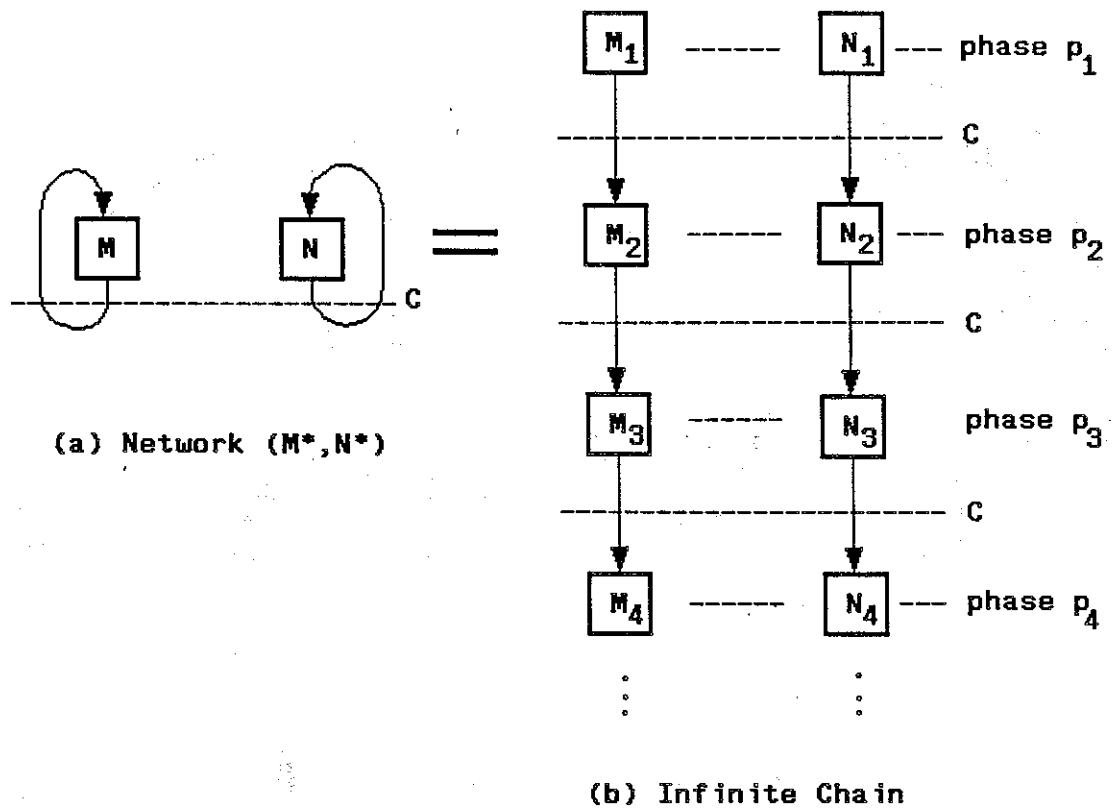 M₁ N₁ phase p₁
C
M N C
M₂ N₂ phase p₂
C
M₃ N₃ phase p₃
(a) Network (M*,N*)
C
M₄ N₄ phase p₄
(b) Infinite Chain